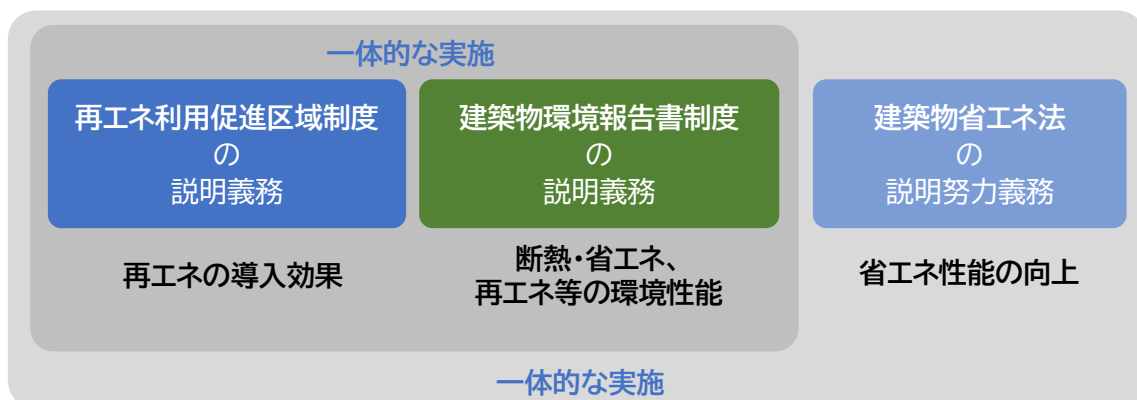 一体的な実施
再エネ利用促進区域制度
の
説明義務
建築物環境報告書制度
の
説明義務
建築物省エネ法
の
説明努力義務
再エネの導入効果
断熱・省エネ、
再エネ等の環境性能
省エネ性能の向上
一体的な実施